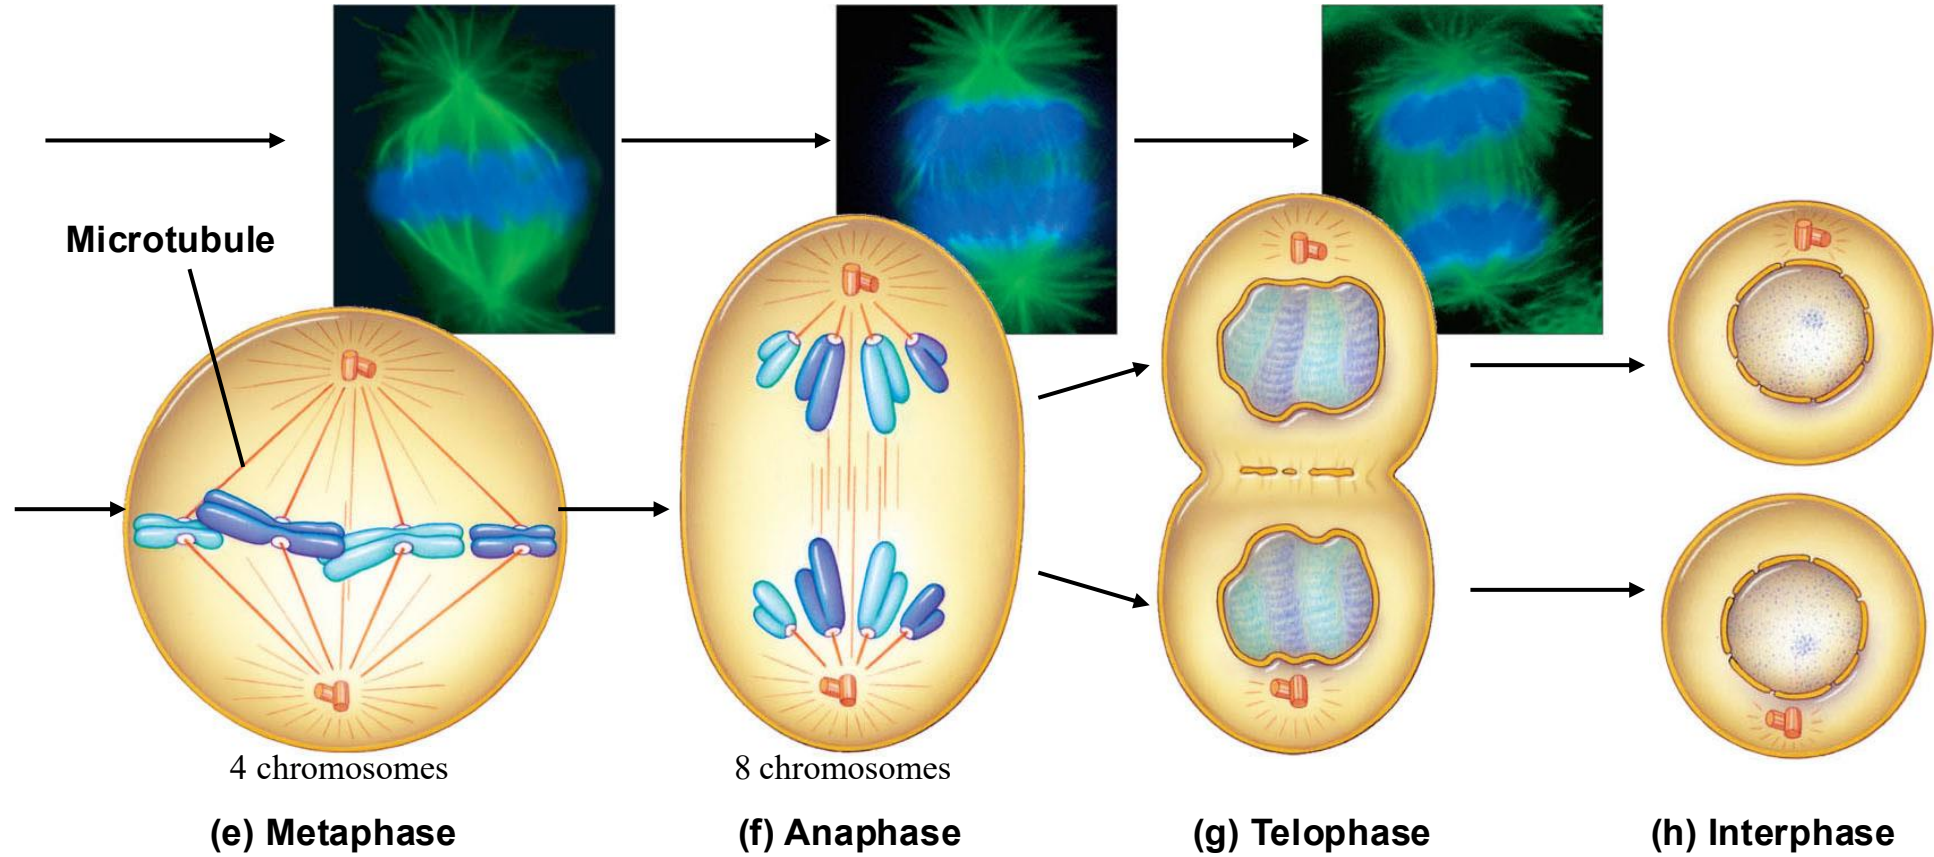 Microtubule
4 chromosomes
8 chromosomes
(e) Metaphase
(f) Anaphase
(g) Telophase
(h) Interphase